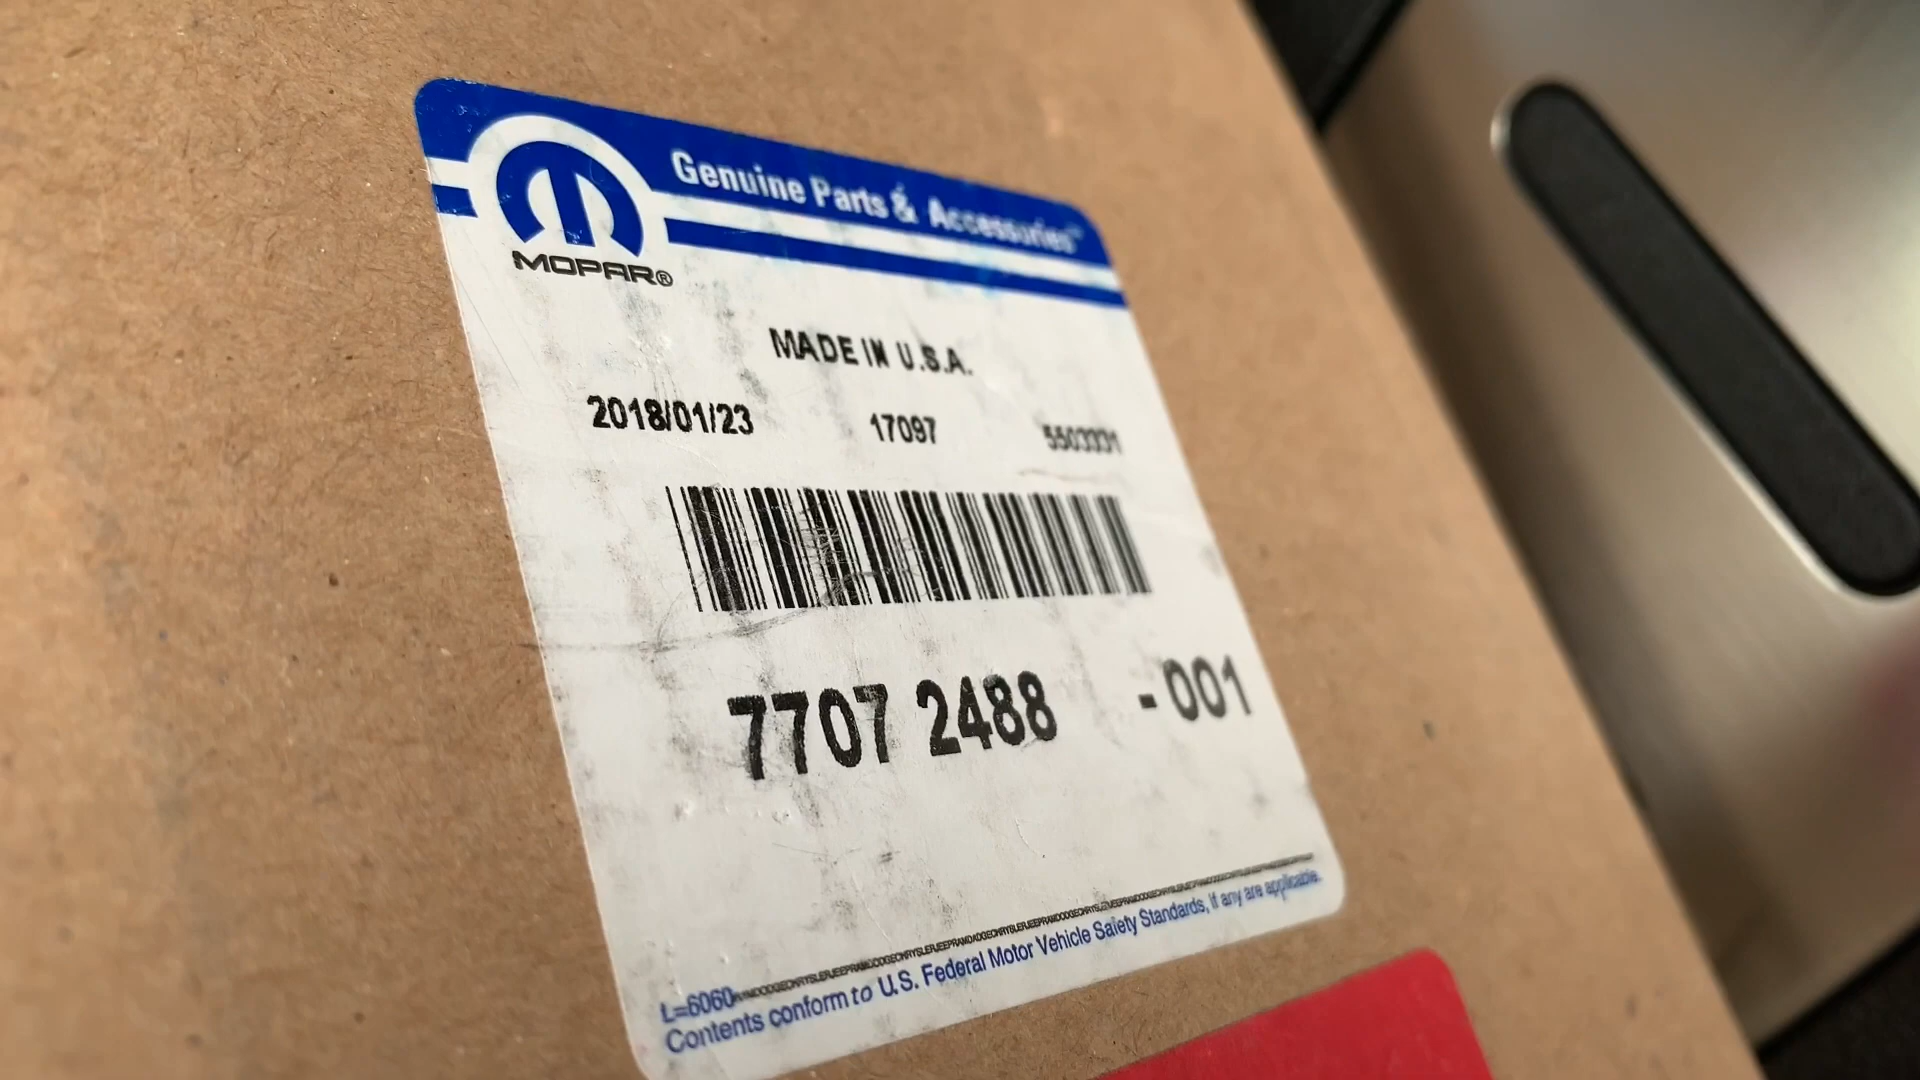 Genuine Parts & Accessories™
MOPAR®
MADE IN U.S.A.
2018/01/23 17097
7707 2488 -001
L=6060
Contents conform to U.S. Federal Motor Vehicle Safety Standards, if any are applicable.